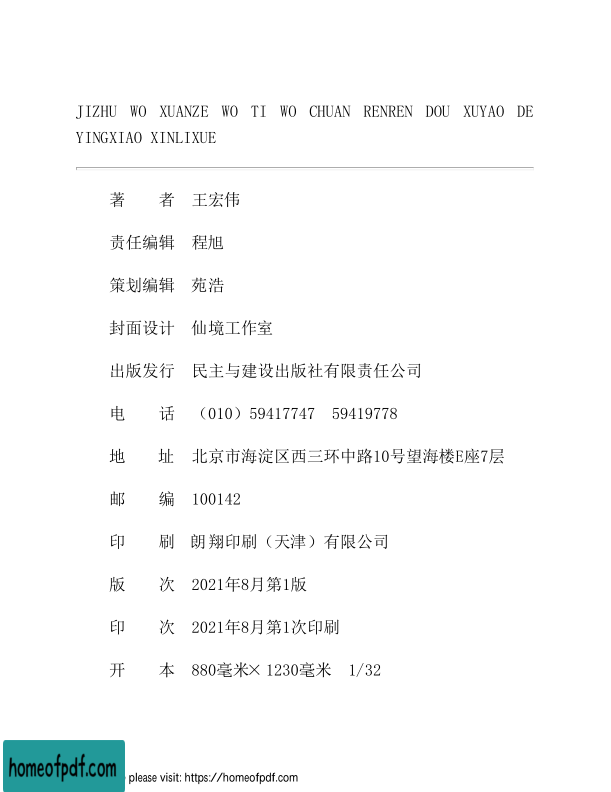 JIZHU WO XUANZE WO TI WO CHUAN RENREN DOU XUYAO DE
YINGXIAO XINLIXUE
著　　者　王宏伟
责任编辑　程旭
策划编辑　苑浩
封面设计　仙境工作室
出版发行　民主与建设出版社有限责任公司
电　　话　（010）59417747　59419778
地　　址　北京市海淀区西三环中路10号望海楼E座7层
邮　　编　100142
印　　刷　朗翔印刷（天津）有限公司
版　　次　2021年8月第1版
印　　次　2021年8月第1次印刷
开　　本　880毫米×1230毫米　1/32
homeofpdf.com
please visit: https://homeofpdf.com